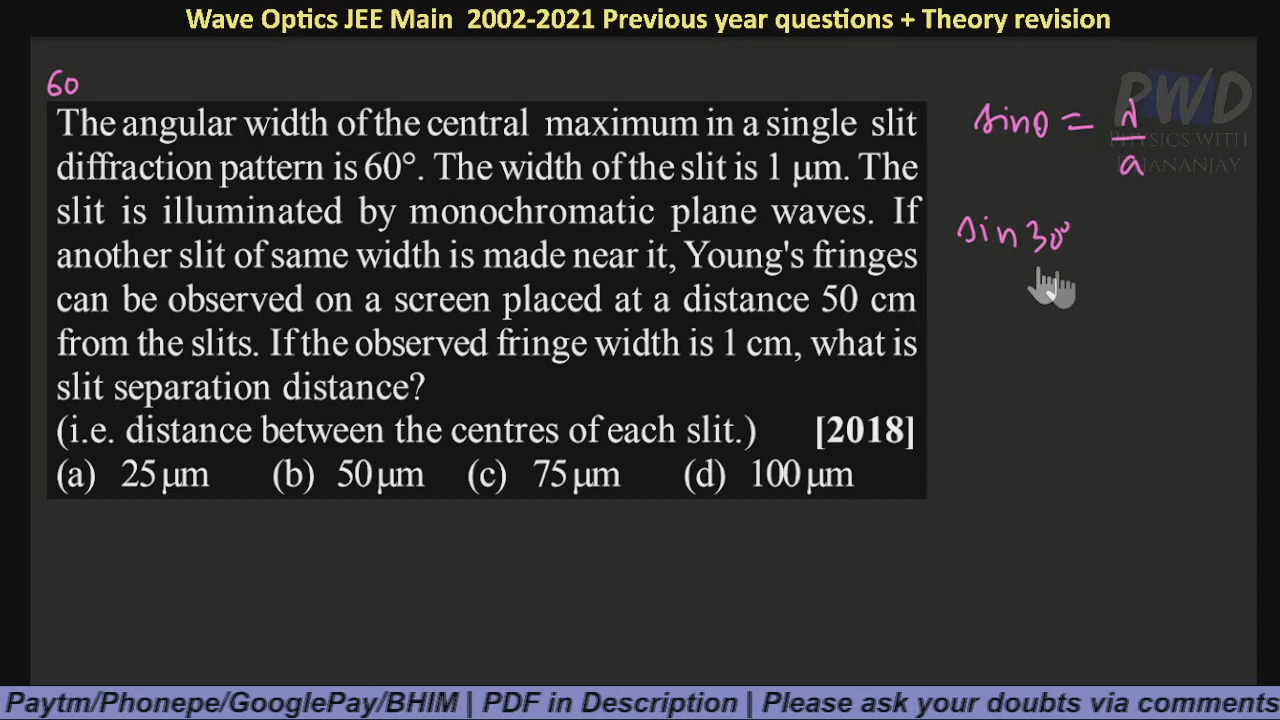 Wave Optics JEE Main 2002-2021 Previous year questions + Theory revision
60
The angular width of the central maximum in a single slit
diffraction pattern is 60°. The width of the slit is 1 μm. The
slit is illuminated by monochromatic plane waves. If
another slit of same width is made near it, Young's fringes
can be observed on a screen placed at a distance 50 cm
from the slits. If the observed fringe width is 1 cm, what is
slit separation distance?
(i.e. distance between the centres of each slit.) [2018]
(a) 25 μm (b) 50 μm (c) 75 μm (d) 100 μm
sinθ = λ/a
sin 30°
PWD
PHYSICS WITH
DHANANJAY
Paytm/Phonepe/GooglePay/BHIM | PDF in Description | Please ask your doubts via comments